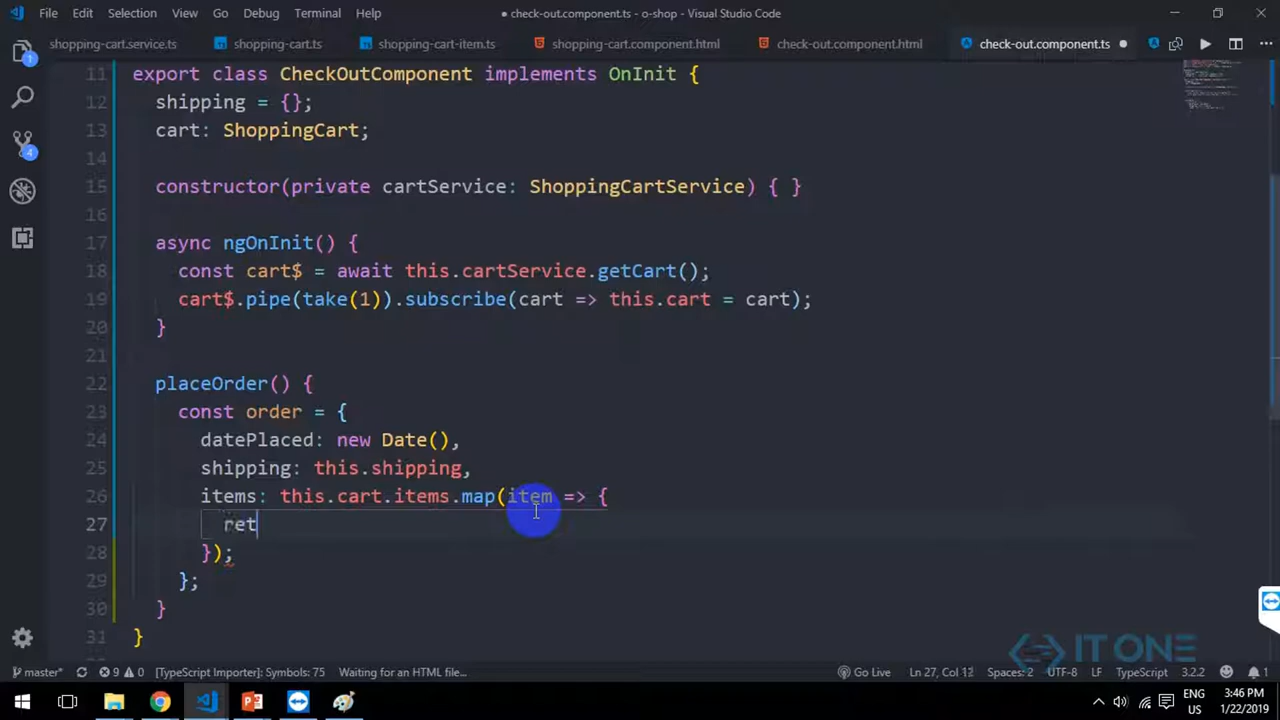 File Edit Selection View Go Debug Terminal Help
● check-out.component.ts - o-shop - Visual Studio Code
shopping-cart.service.ts shopping-cart.ts shopping-cart-item.ts shopping-cart.component.html check-out.component.html check-out.component.ts ●
11 export class CheckOutComponent implements OnInit {
12 shipping = {};
13 cart: ShoppingCart;
14
15 constructor(private cartService: ShoppingCartService) { }
16
17 async ngOnInit() {
18 const cart$ = await this.cartService.getCart();
19 cart$.pipe(take(1)).subscribe(cart => this.cart = cart);
20 }
21
22 placeOrder() {
23 const order = {
24 datePlaced: new Date(),
25 shipping: this.shipping,
26 items: this.cart.items.map(item => {
27 ret
28 });
29 };
30 }
31 }
1
4
IT ONE
master* 9 0 [TypeScript Importer]: Symbols: 75 Waiting for an HTML file... Go Live Ln 27, Col 12 Spaces: 2 UTF-8 LF TypeScript 3.2.2 1
ENG 3:46 PM
US 1/22/2019